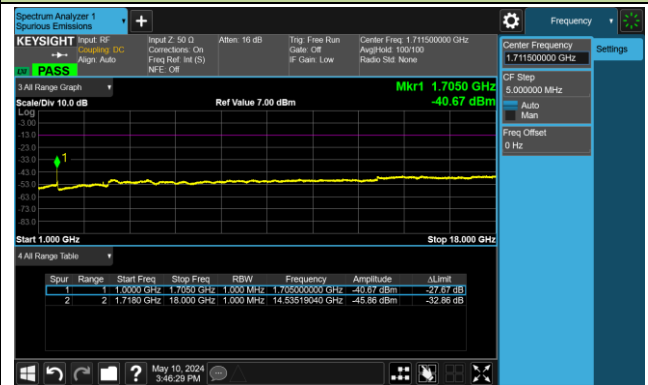 Spectrum Analyzer 1
Spurious Emissions
Frequency
KEYSIGHT
Input: RF
Coupling: DC
Align: Auto
Input Z: 50 Ω
Corrections: On
Freq Ref: Int (S)
NFE: Off
Atten: 16 dB
Trig: Free Run
Gate: Off
IF Gain: Low
Center Freq: 1.711500000 GHz
Avg|Hold: 100/100
Radio Std: None
PASS
Center Frequency
1.711500000 GHz
Settings
CF Step
5.000000 MHz
Auto
Man
Freq Offset
0 Hz
3 All Range Graph
Mkr1 1.7050 GHz
Scale/Div 10.0 dB
Ref Value 7.00 dBm
-40.67 dBm
Log
-3.00
-13.0
-23.0
-33.0
-43.0
-53.0
-63.0
-73.0
-83.0
1
Start 1.000 GHz
Stop 18.000 GHz
4 All Range Table
Spur Range Start Freq Stop Freq RBW Frequency Amplitude ΔLimit
1 1 1.0000 GHz 1.7050 GHz 1.000 MHz 1.705000000 GHz -40.67 dBm -27.67 dB
2 2 1.7180 GHz 18.000 GHz 1.000 MHz 14.53519040 GHz -45.86 dBm -32.86 dB
May 10, 2024
3:46:29 PM